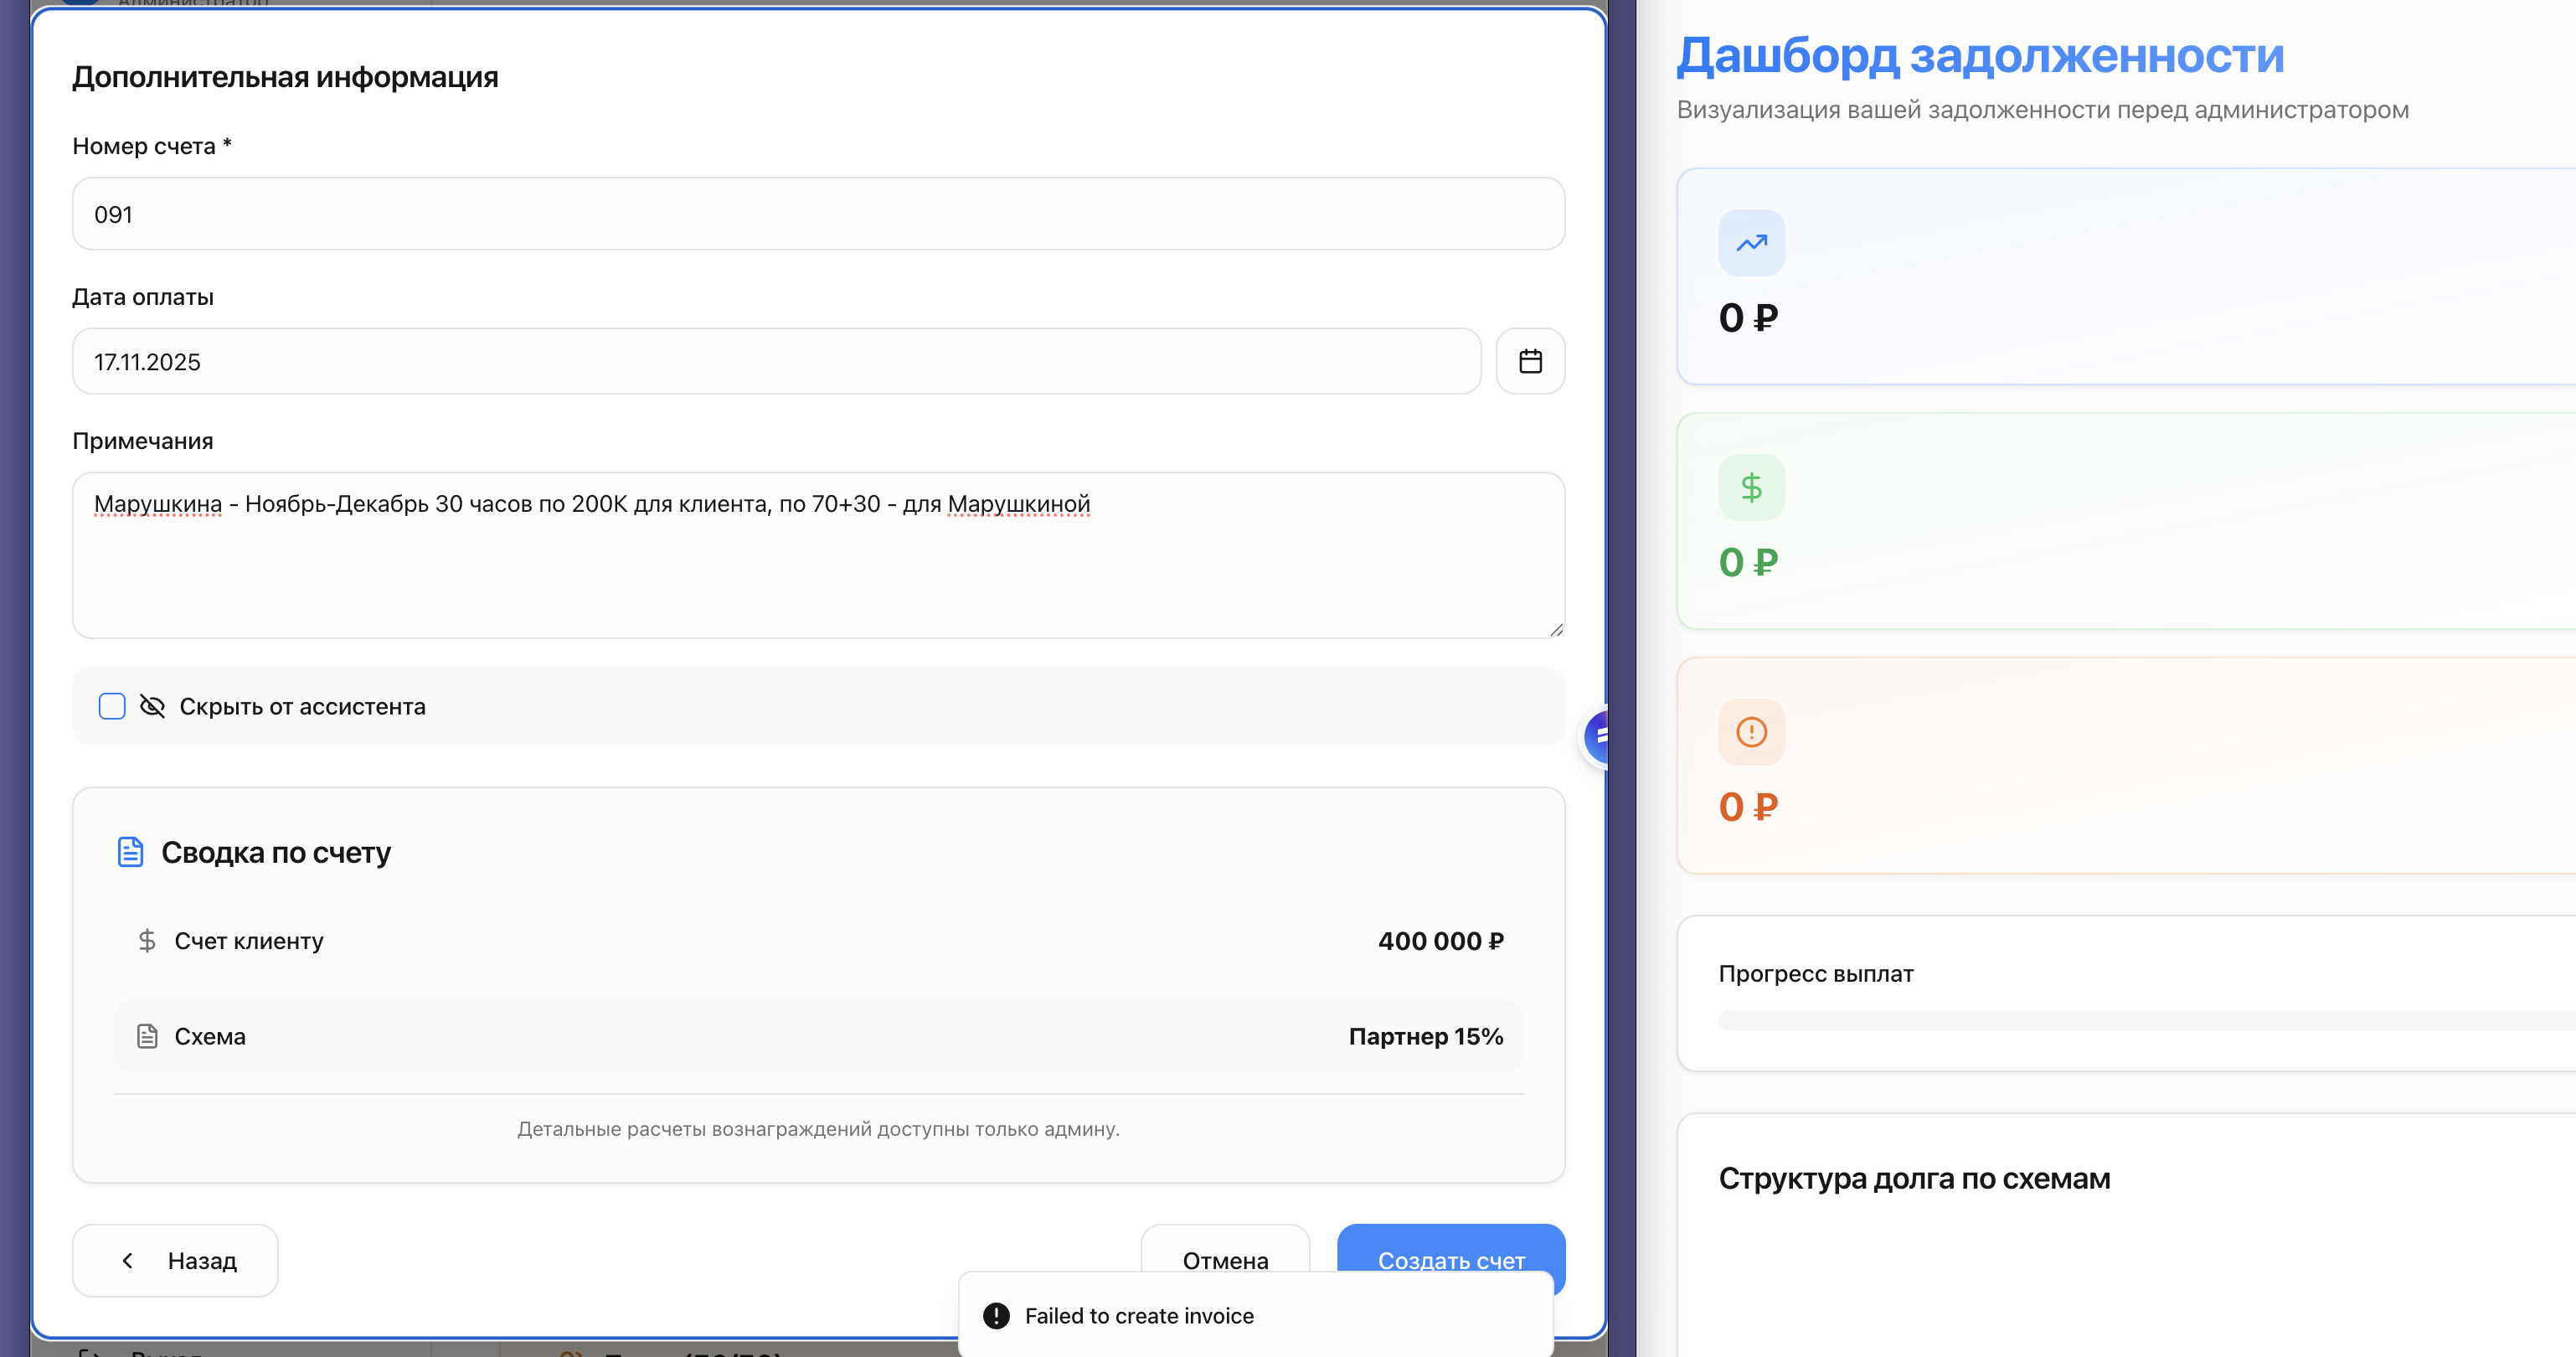 Администратор
Дополнительная информация
Номер счета *
091
Дата оплаты
17.11.2025
Примечания
Марушкина - Ноябрь-Декабрь 30 часов по 200К для клиента, по 70+30 - для Марушкиной
Скрыть от ассистента
Сводка по счету
Счет клиенту
400 000 ₽
Схема
Партнер 15%
Детальные расчеты вознаграждений доступны только админу.
Назад
Отмена
Создать счет
Failed to create invoice
Дашборд задолженности
Визуализация вашей задолженности перед администратором
0 ₽
0 ₽
0 ₽
Прогресс выплат
Структура долга по схемам